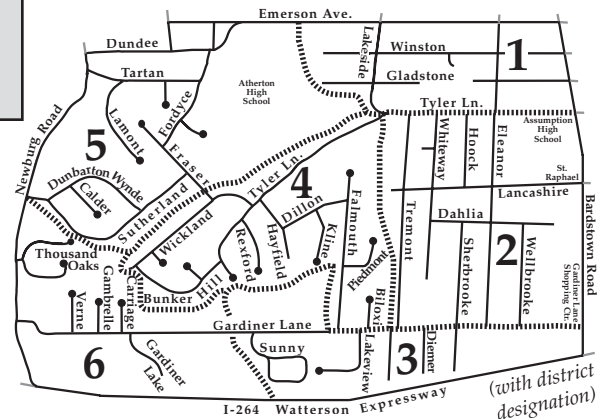 Emerson Ave.
Dundee
Tartan
Winston
1
Lakeside
Gladstone
Atherton
High
School
Tyler Ln.
Assumption
High
School
Newburg Road
Lamont
Fordyce
5
Fraser
Tyler Ln.
4
Whiteway
Hoock
Eleanor
St.
Raphael
Lancashire
Dunbarton Wynde
Calder
Sutherland
Wickland
Dillon
Falmouth
Tremont
Dahlia
Bardstown Road
Rexford
Hayfield
Kline
Sherbrooke
2
Wellbrooke
Thousand
Oaks
Piedmont
Gardiner Lane
Shopping Ctr.
Bunker Hill
Verne
Gambrelle
Carriage
Biloxi
Gardiner Lane
6
Gardiner
Lake
Sunny
Lakeview
3
Diemer
I-264 Watterson Expressway
(with district
designation)